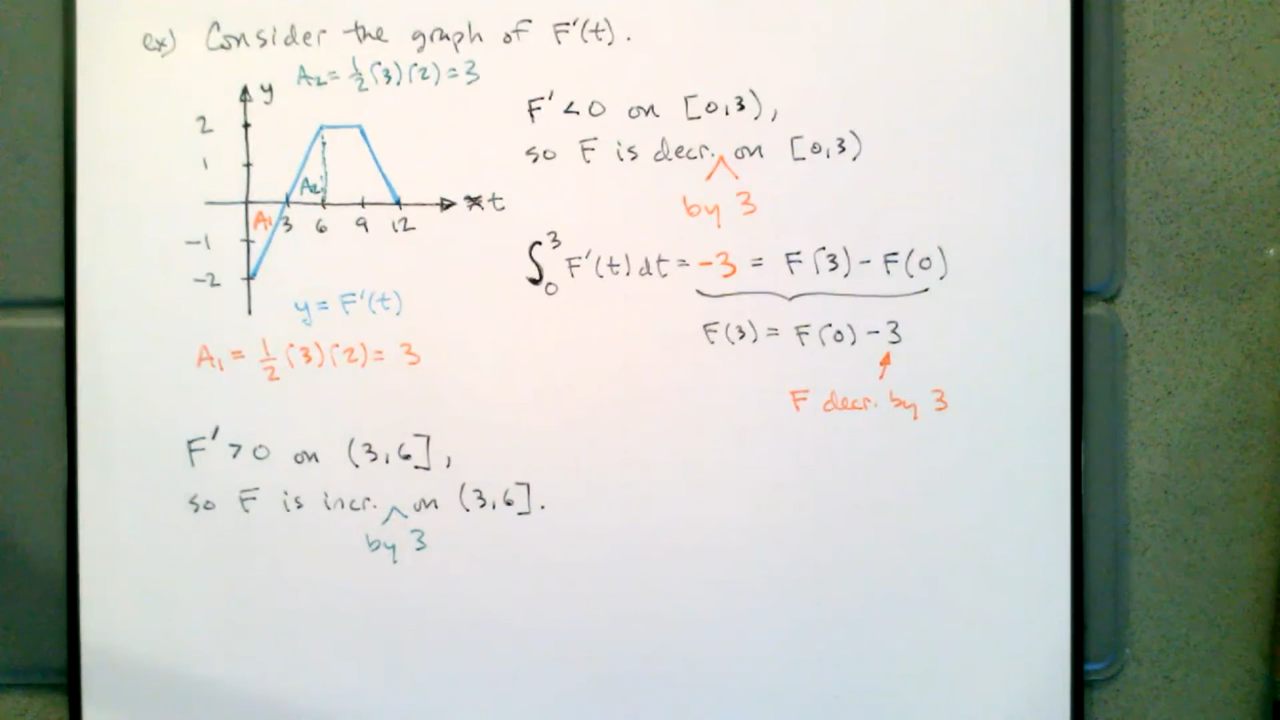 ex) Consider the graph of F'(t).
A₂ = ½(3)(2) = 3
y
2
1
A₂
A₁
3 6 9 12
t
-1
-2
y = F'(t)
A₁ = ½(3)(2) = 3
F' < 0 on [0,3),
so F is decr. on [0,3)
by 3
∫₀³ F'(t) dt = -3 = F(3) - F(0)
F(3) = F(0) - 3
F decr. by 3
F' > 0 on (3,6],
so F is incr. on (3,6].
by 3